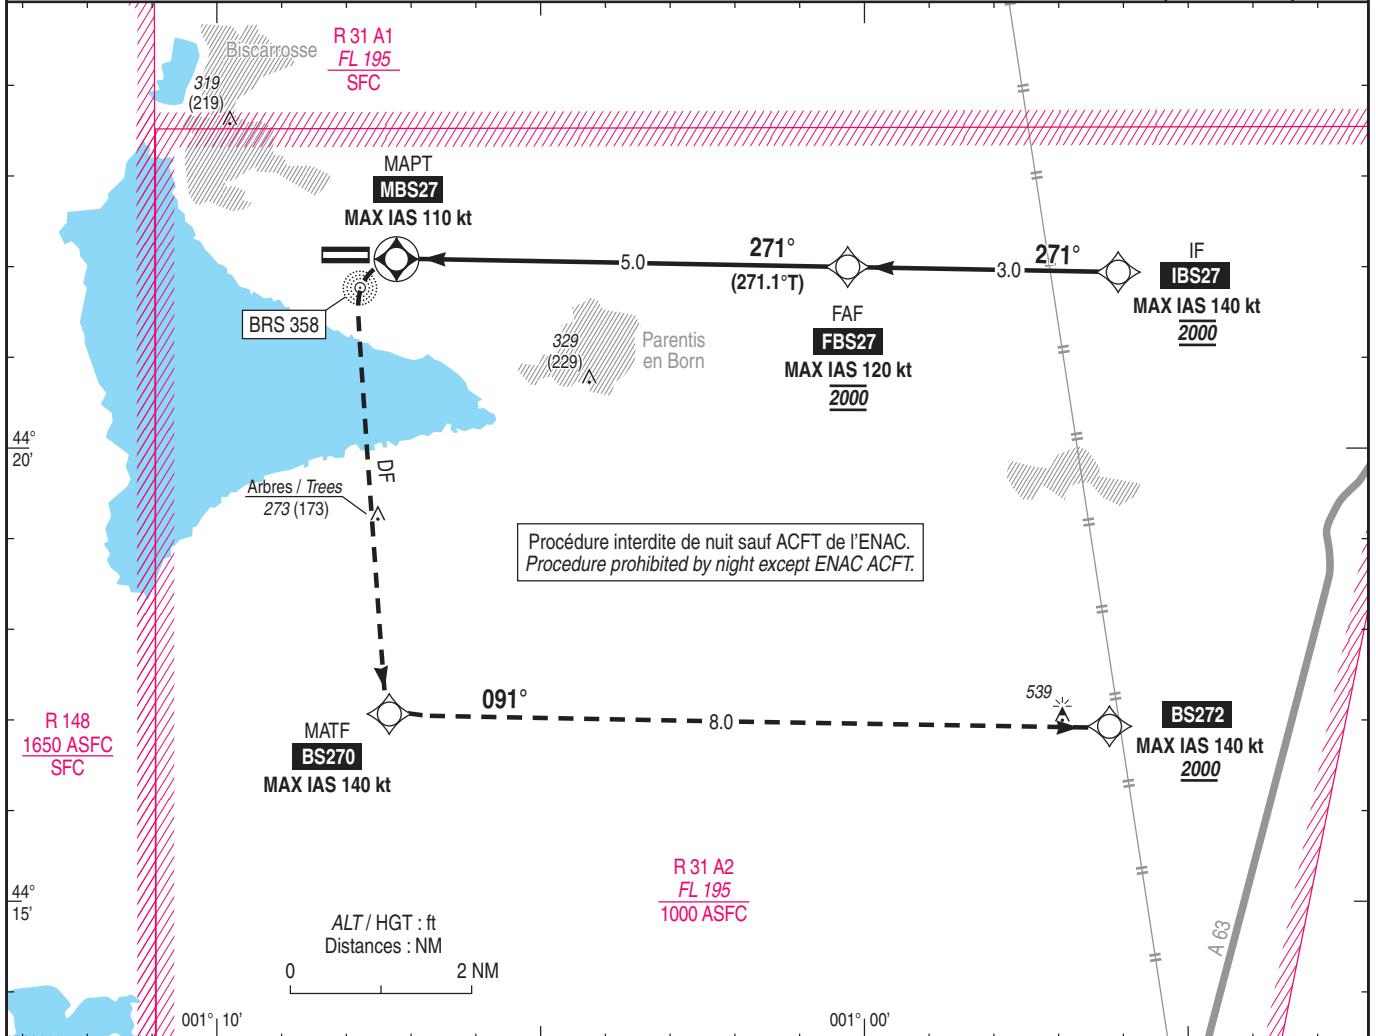 R 31 A1
FL 195
SFC
Biscarrosse
319
(219)
MAPT
MBS27
MAX IAS 110 kt
271°
(271.1°T)
5.0
3.0
271°
IF
IBS27
MAX IAS 140 kt
2000
FAF
FBS27
MAX IAS 120 kt
2000
BRS 358
329
(229)
Parentis
en Born
44°
20'
DF
Arbres / Trees
273 (173)
Procédure interdite de nuit sauf ACFT de l'ENAC.
Procedure prohibited by night except ENAC ACFT.
R 148
1650 ASFC
SFC
MATF
BS270
MAX IAS 140 kt
091°
8.0
539
BS272
MAX IAS 140 kt
2000
R 31 A2
FL 195
1000 ASFC
44°
15'
ALT / HGT : ft
Distances : NM
0
2 NM
A 63
001° 10'
001° 00'